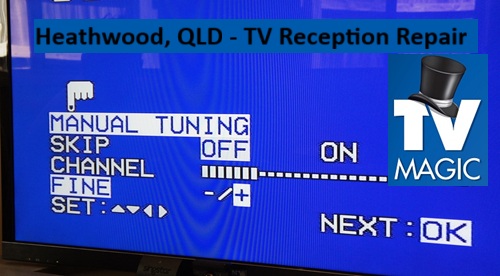 Heathwood, QLD - TV Reception Repair
MANUAL TUNING
SKIP OFF ON
CHANNEL
FINE -/+
SET:▲▼◀▶
NEXT:OK
TV
MAGIC